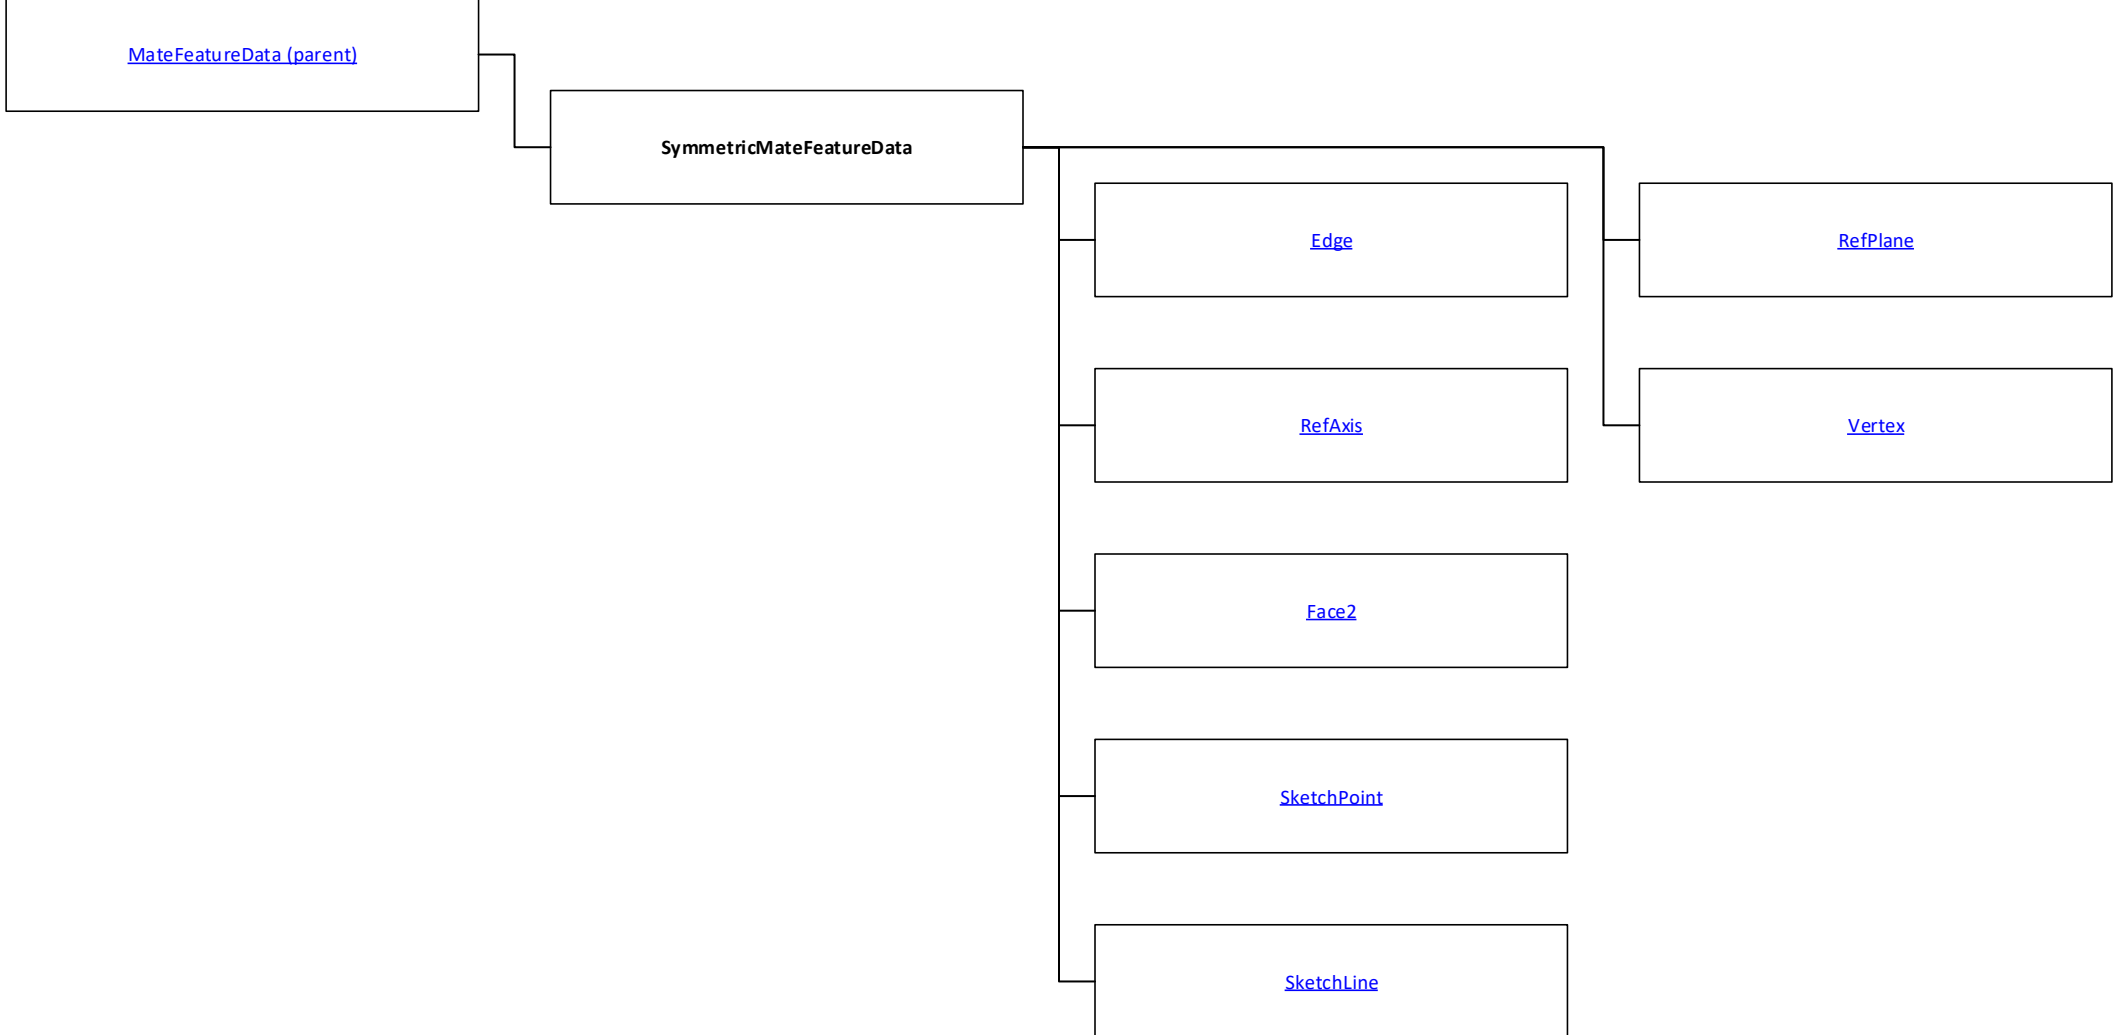 MateFeatureData (parent)
SymmetricMateFeatureData
Edge
RefPlane
RefAxis
Vertex
Face2
SketchPoint
SketchLine